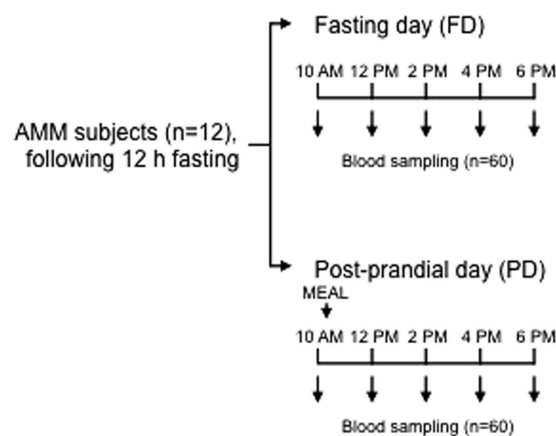 Fasting day (FD)
10 AM 12 PM 2 PM 4 PM 6 PM
Blood sampling (n=60)
AMM subjects (n=12),
following 12 h fasting
Post-prandial day (PD)
MEAL
10 AM 12 PM 2 PM 4 PM 6 PM
Blood sampling (n=60)